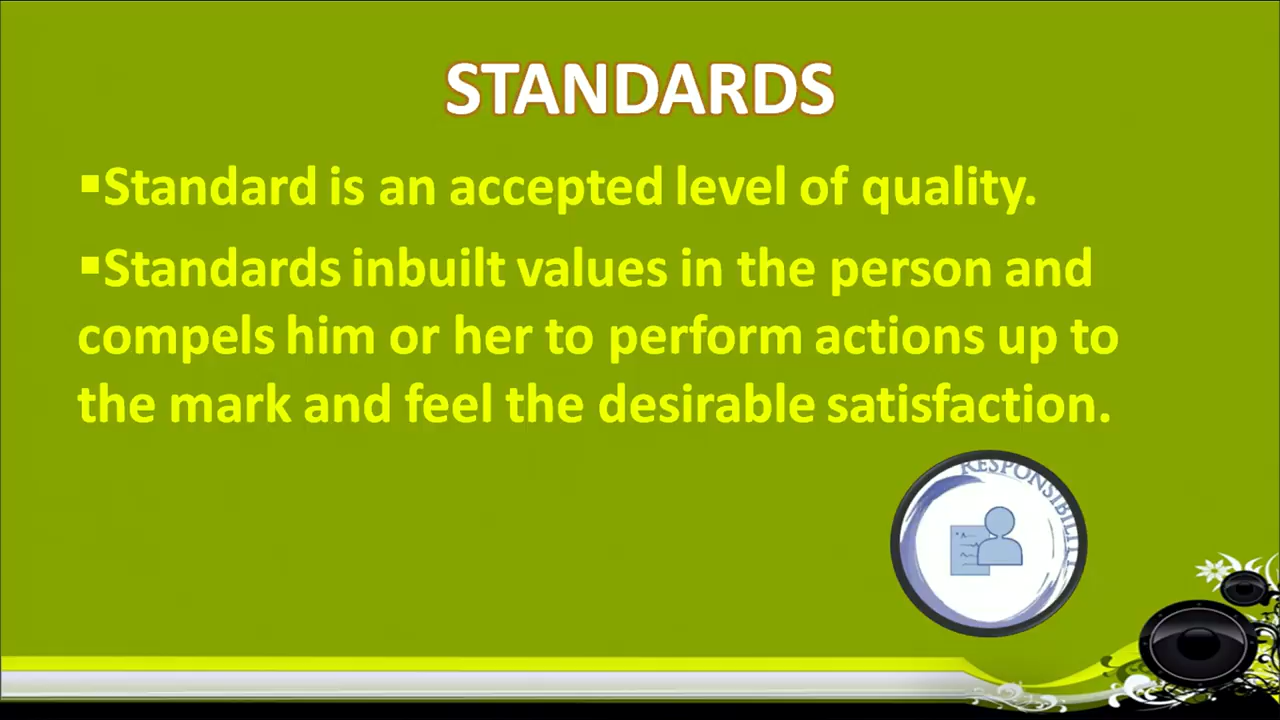 STANDARDS
▪Standard is an accepted level of quality.
▪Standards inbuilt values in the person and
compels him or her to perform actions up to
the mark and feel the desirable satisfaction.
RESPONSIBILITY